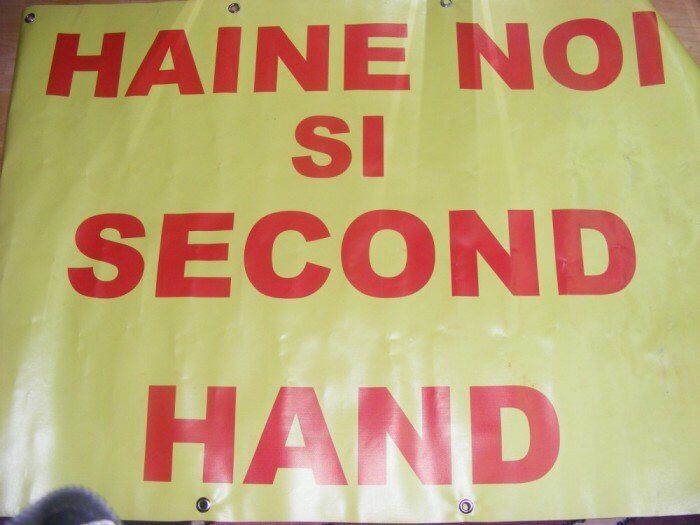 HAINE NOI
SI
SECOND
HAND